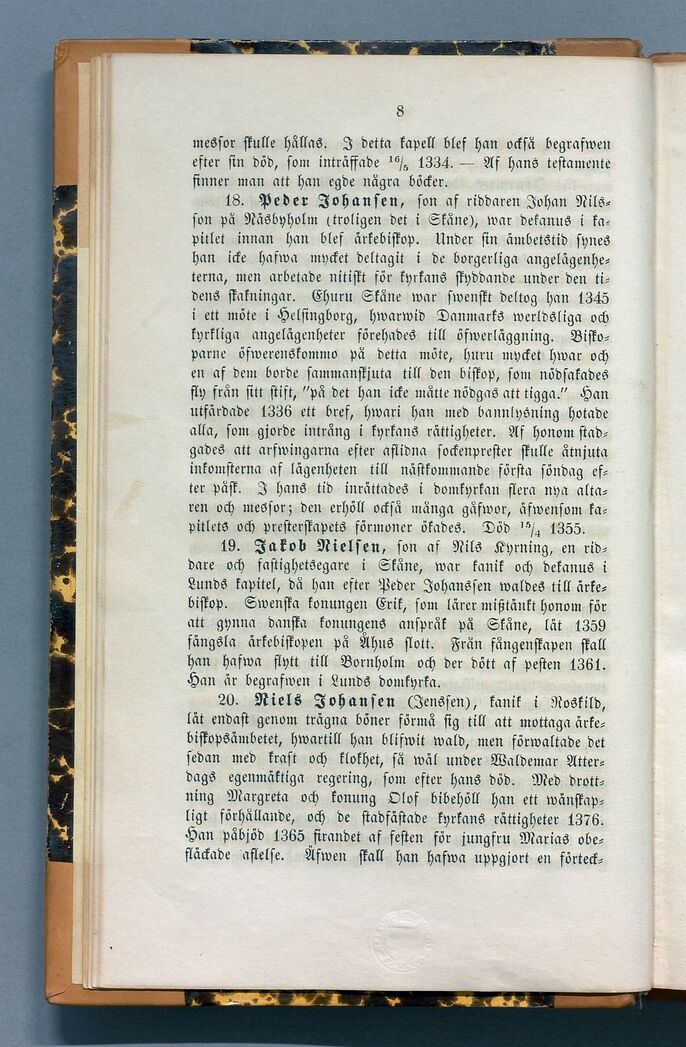 8
messor skulle hållas. I detta kapell blef han också begrafwen
efter sin död, som inträffade 16/5 1334. — Af hans testamente
finner man att han egde några böcker.
18. Peder Johansen, son af riddaren Johan Nils-
son på Näsbyholm (troligen det i Skåne), war dekanus i ka-
pitlet innan han blef ärkebiskop. Under sin ämbetstid synes
han icke hafwa mycket deltagit i de borgerliga angelägenhe-
terna, men arbetade nitiskt för kyrkans skyddande under den ti-
dens skakningar. Ehuru Skåne war swenskt deltog han 1345
i ett möte i Helsingborg, hwarwid Danmarks werldsliga och
kyrkliga angelägenheter förehades till öfwerläggning. Bisko-
parne öfwerenskommo på detta möte, huru mycket hwar och
en af dem borde sammanskjuta till den biskop, som nödsakades
fly från sitt stift, "på det han icke måtte nödgas att tigga." Han
utfärdade 1336 ett bref, hwari han med bannlysning hotade
alla, som gjorde intrång i kyrkans rättigheter. Af honom stad-
gades att arfwingarna efter aflidna sockenprester skulle åtnjuta
inkomsterna af lägenheten till nästkommande första söndag ef-
ter påsk. I hans tid inrättades i domkyrkan flera nya alta-
ren och messor; den erhöll också många gåfwor, äfwensom ka-
pitlets och presterskapets förmoner ökades. Död 15/4 1355.
19. Jakob Nielsen, son af Nils Kyrning, en rid-
dare och fastighetsegare i Skåne, war kanik och dekanus i
Lunds kapitel, då han efter Peder Johanssen waldes till ärke-
biskop. Swenska konungen Erik, som lärer mißtänkt honom för
att gynna danska konungens anspråk på Skåne, lät 1359
fängsla ärkebiskopen på Åhus slott. Från fångenskapen skall
han hafwa flytt till Bornholm och der dött af pesten 1361.
Han är begrafwen i Lunds domkyrka.
20. Niels Johansen (Jenssen), kanik i Roskild,
lät endast genom trägna böner förmå sig till att mottaga ärke-
biskopsämbetet, hwartill han blifwit wald, men förwaltade det
sedan med kraft och klokhet, så wäl under Waldemar Atter-
dags egenmäktiga regering, som efter hans död. Med drott-
ning Margreta och konung Olof bibehöll han ett wänskap-
ligt förhållande, och de stadfästade kyrkans rättigheter 1376.
Han påbjöd 1365 firandet af festen för jungfru Marias obe-
fläckade aflelse. Äfwen skall han hafwa uppgjort en förteck-